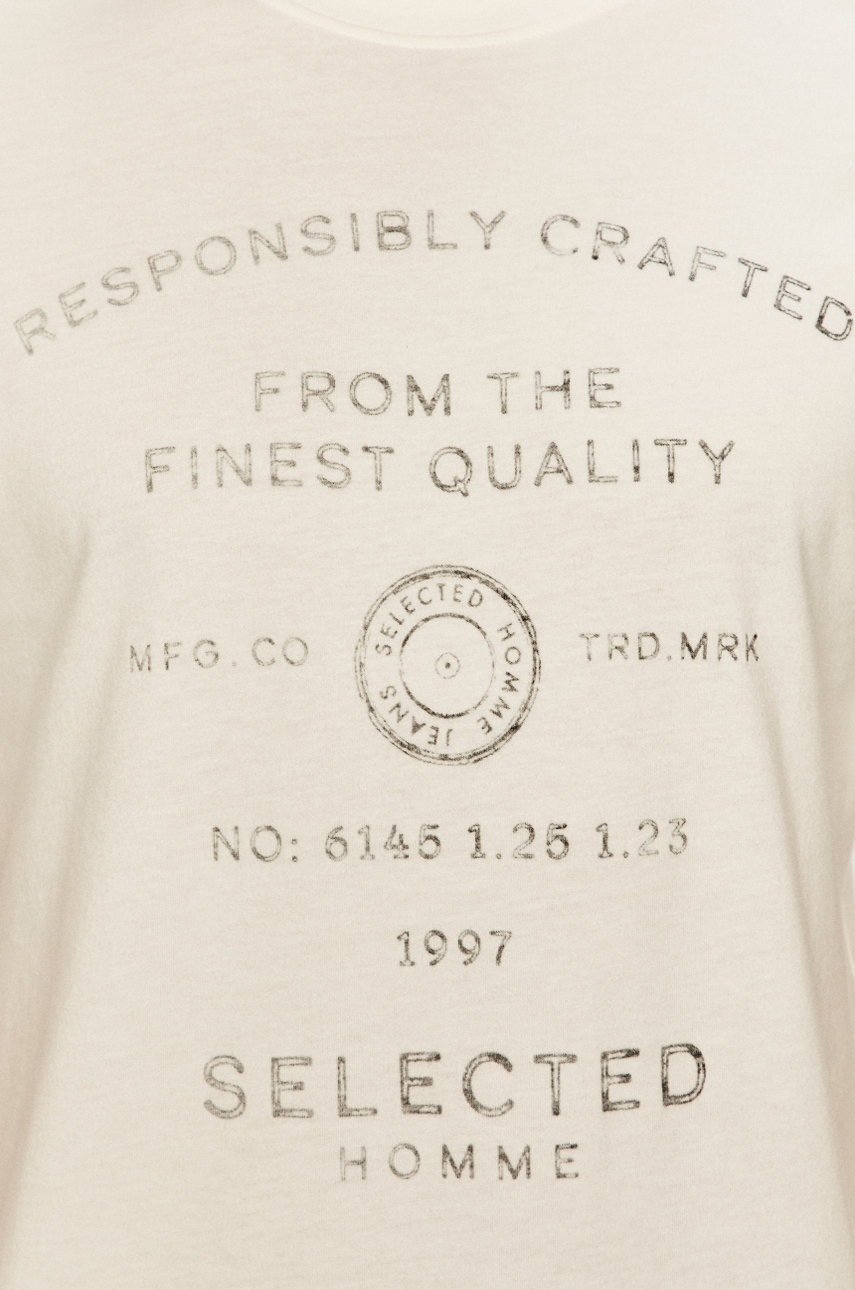 RESPONSIBLY CRAFTED
FROM THE
FINEST QUALITY
MFG.CO
SELECTED HOMME JEANS
TRD.MRK
NO: 6145 1.25 1.23
1997
SELECTED
HOMME